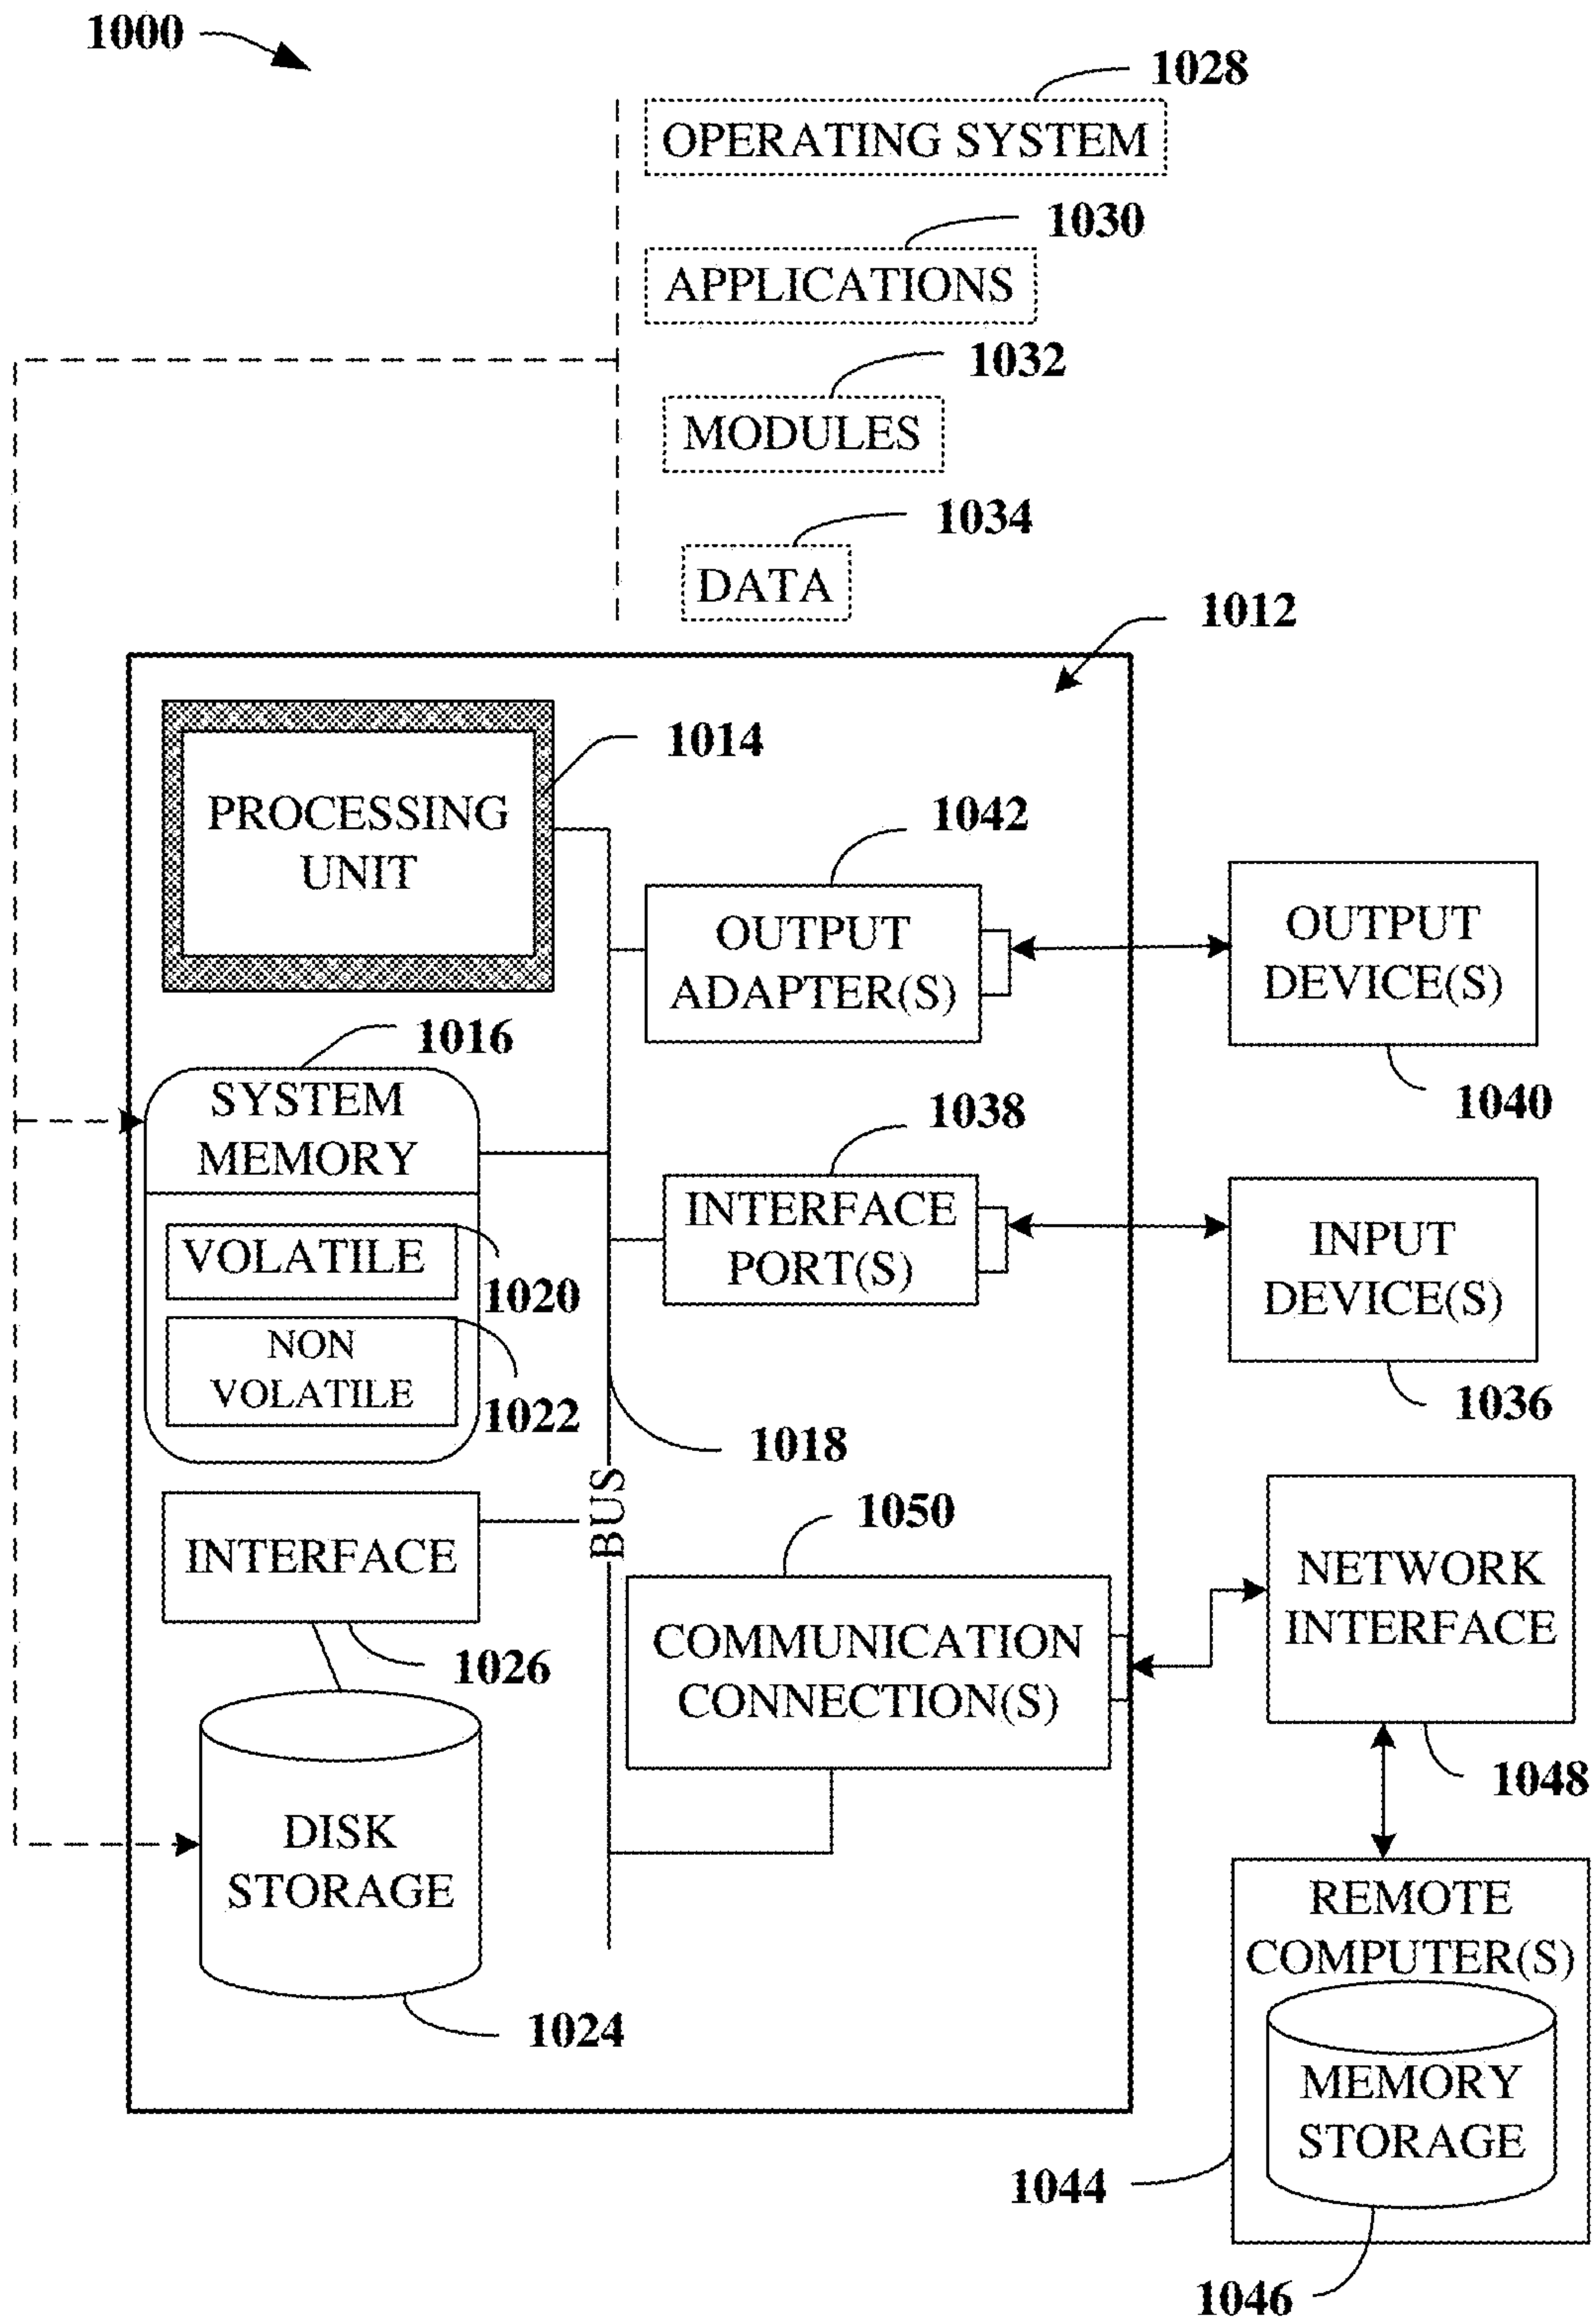 1000
1028
OPERATING SYSTEM
1030
APPLICATIONS
1032
MODULES
1034
DATA
1012
1014
PROCESSING
UNIT
1042
OUTPUT
ADAPTER(S)
OUTPUT
DEVICE(S)
1040
1016
SYSTEM
MEMORY
VOLATILE
1020
NON
VOLATILE
1022
1038
INTERFACE
PORT(S)
INPUT
DEVICE(S)
1036
1018
BUS
INTERFACE
1026
1050
COMMUNICATION
CONNECTION(S)
NETWORK
INTERFACE
1048
DISK
STORAGE
1024
REMOTE
COMPUTER(S)
MEMORY
STORAGE
1044
1046